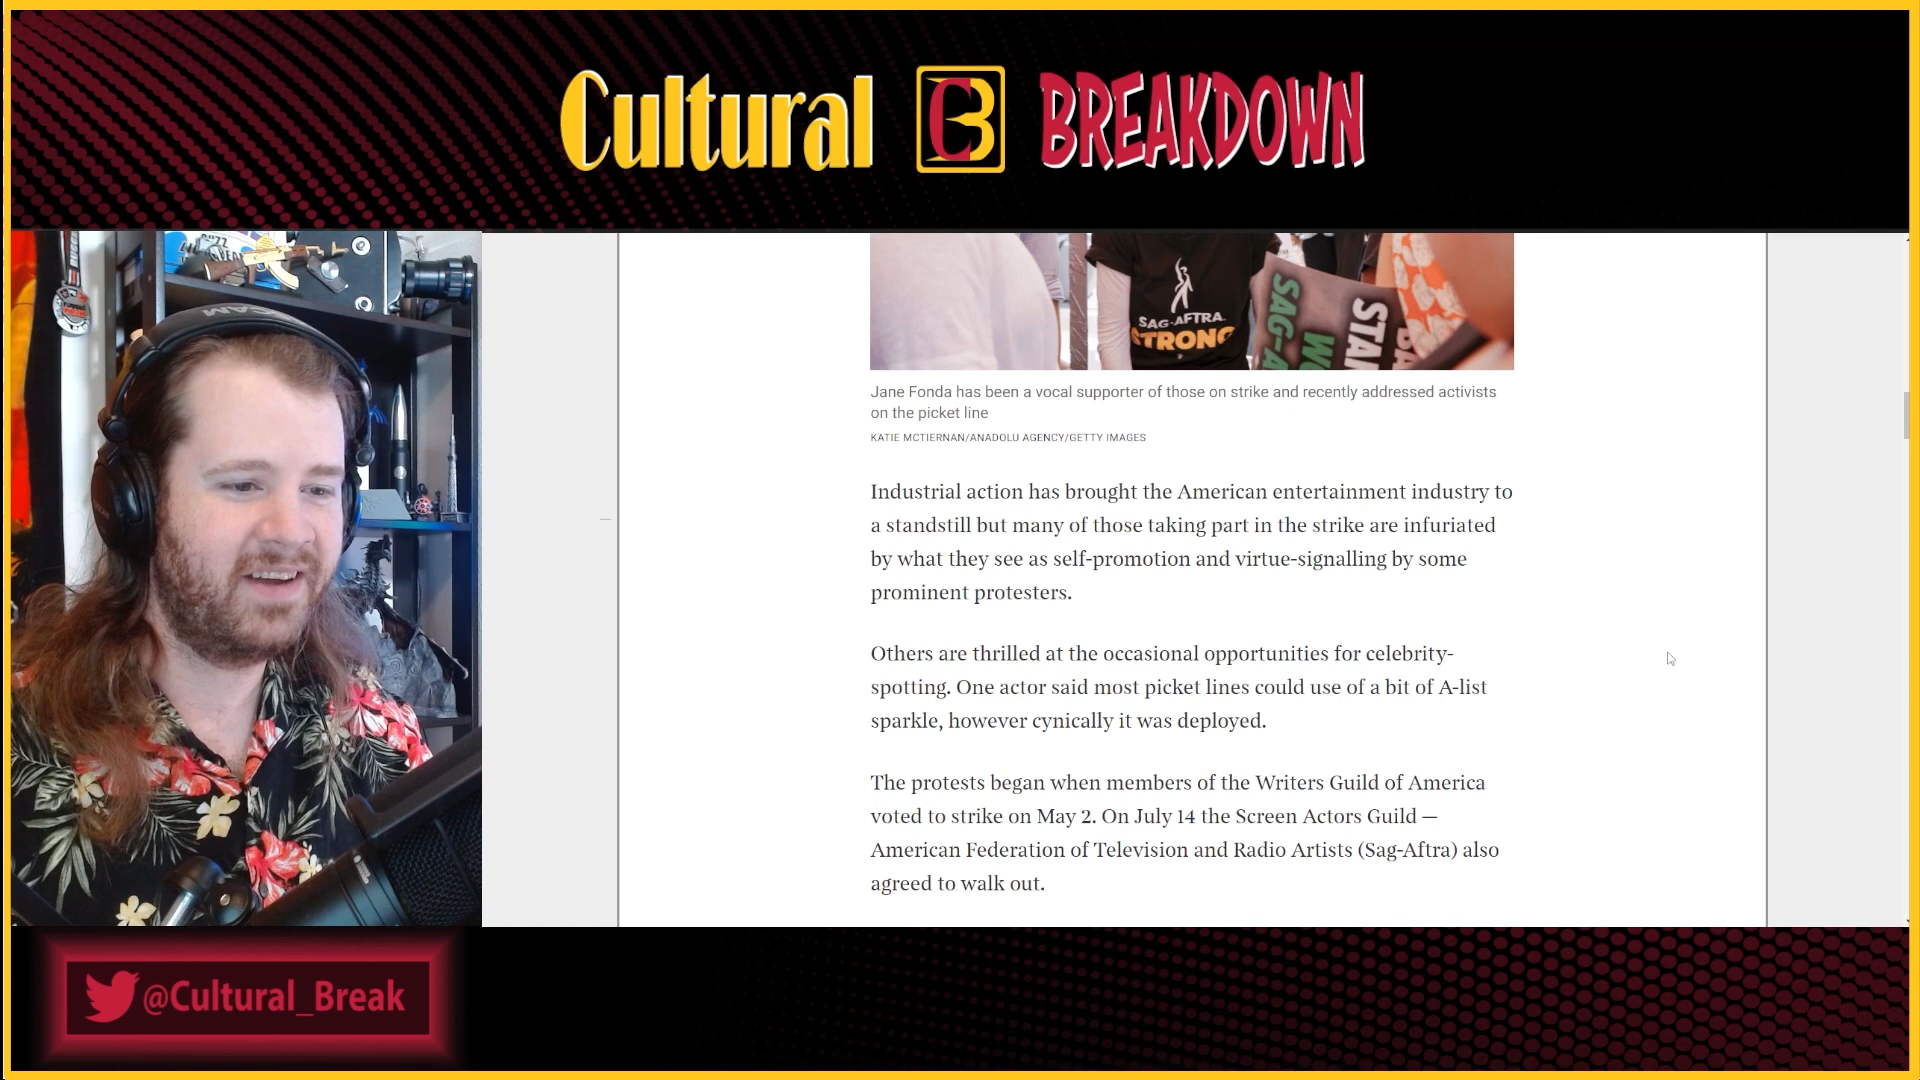 Cultural CB BREAKDOWN
SAG-AFTRA
STRONG
SAG-A
STAN
Jane Fonda has been a vocal supporter of those on strike and recently addressed activists
on the picket line
KATIE MCTIERNAN/ANADOLU AGENCY/GETTY IMAGES
Industrial action has brought the American entertainment industry to
a standstill but many of those taking part in the strike are infuriated
by what they see as self-promotion and virtue-signalling by some
prominent protesters.
Others are thrilled at the occasional opportunities for celebrity-
spotting. One actor said most picket lines could use of a bit of A-list
sparkle, however cynically it was deployed.
The protests began when members of the Writers Guild of America
voted to strike on May 2. On July 14 the Screen Actors Guild —
American Federation of Television and Radio Artists (Sag-Aftra) also
agreed to walk out.
@Cultural_Break